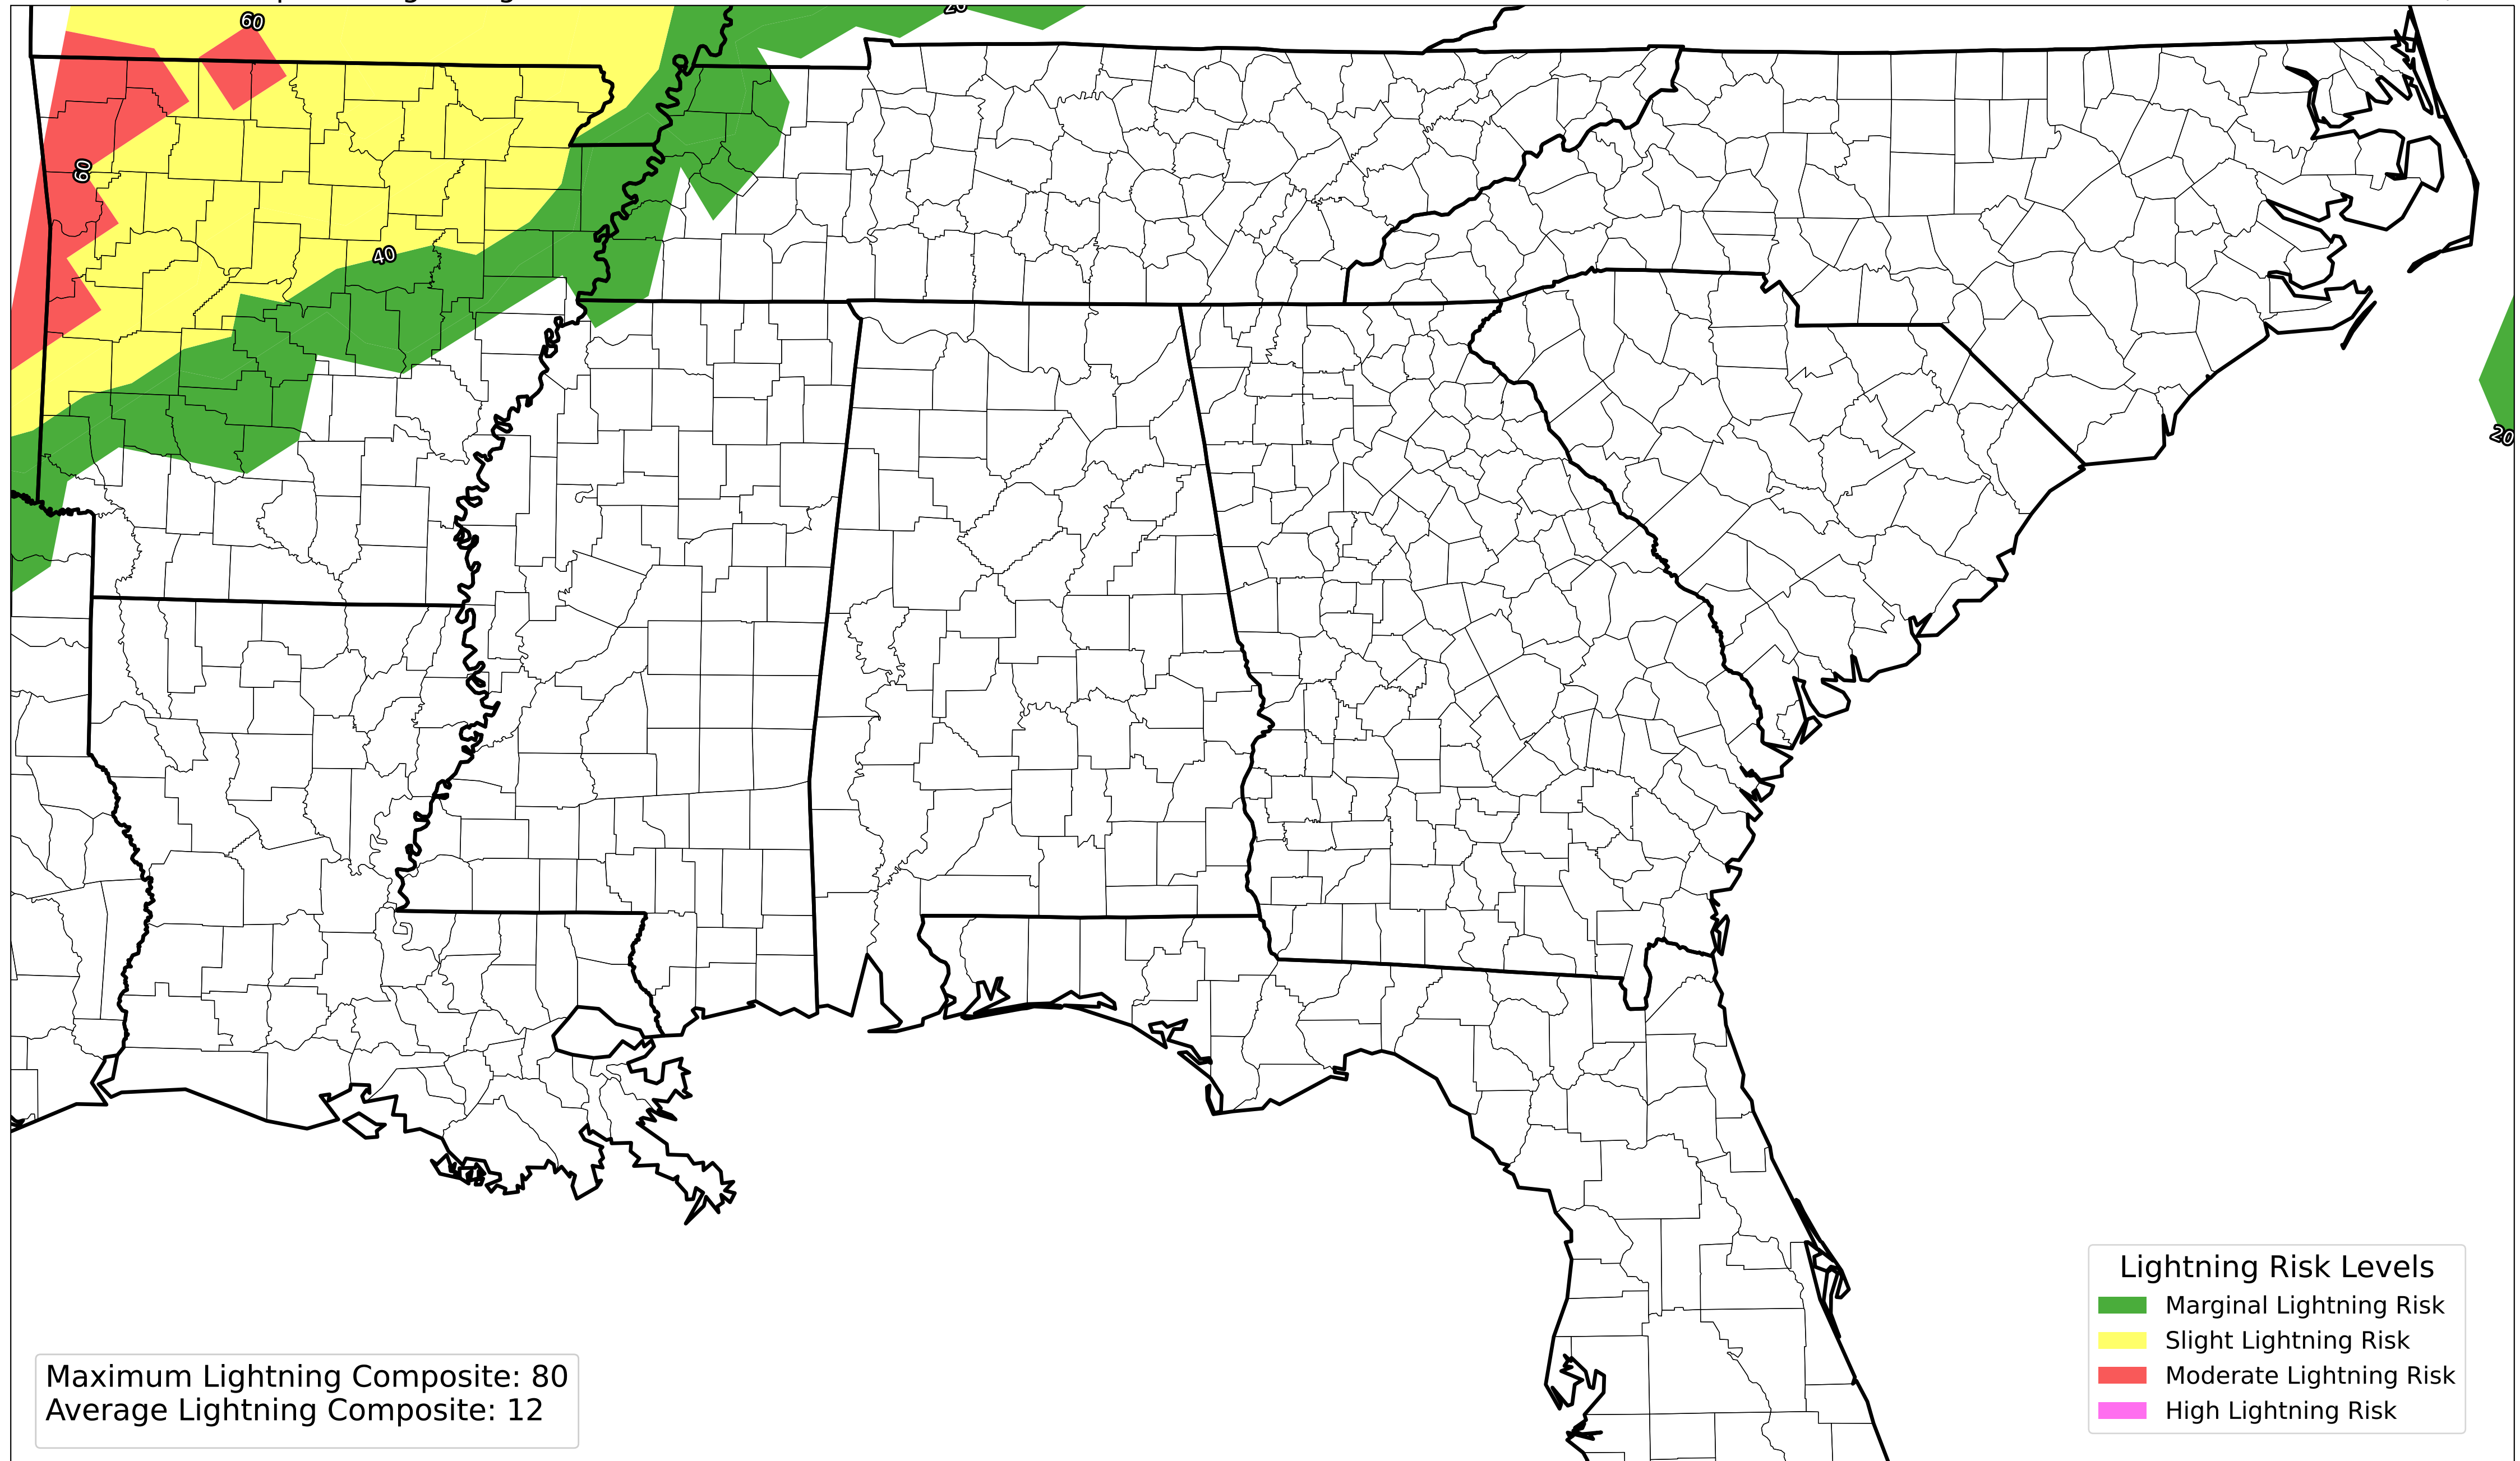 60
20
60
40
20
Lightning Risk Levels
Marginal Lightning Risk
Slight Lightning Risk
Moderate Lightning Risk
High Lightning Risk
Maximum Lightning Composite: 80
Average Lightning Composite: 12